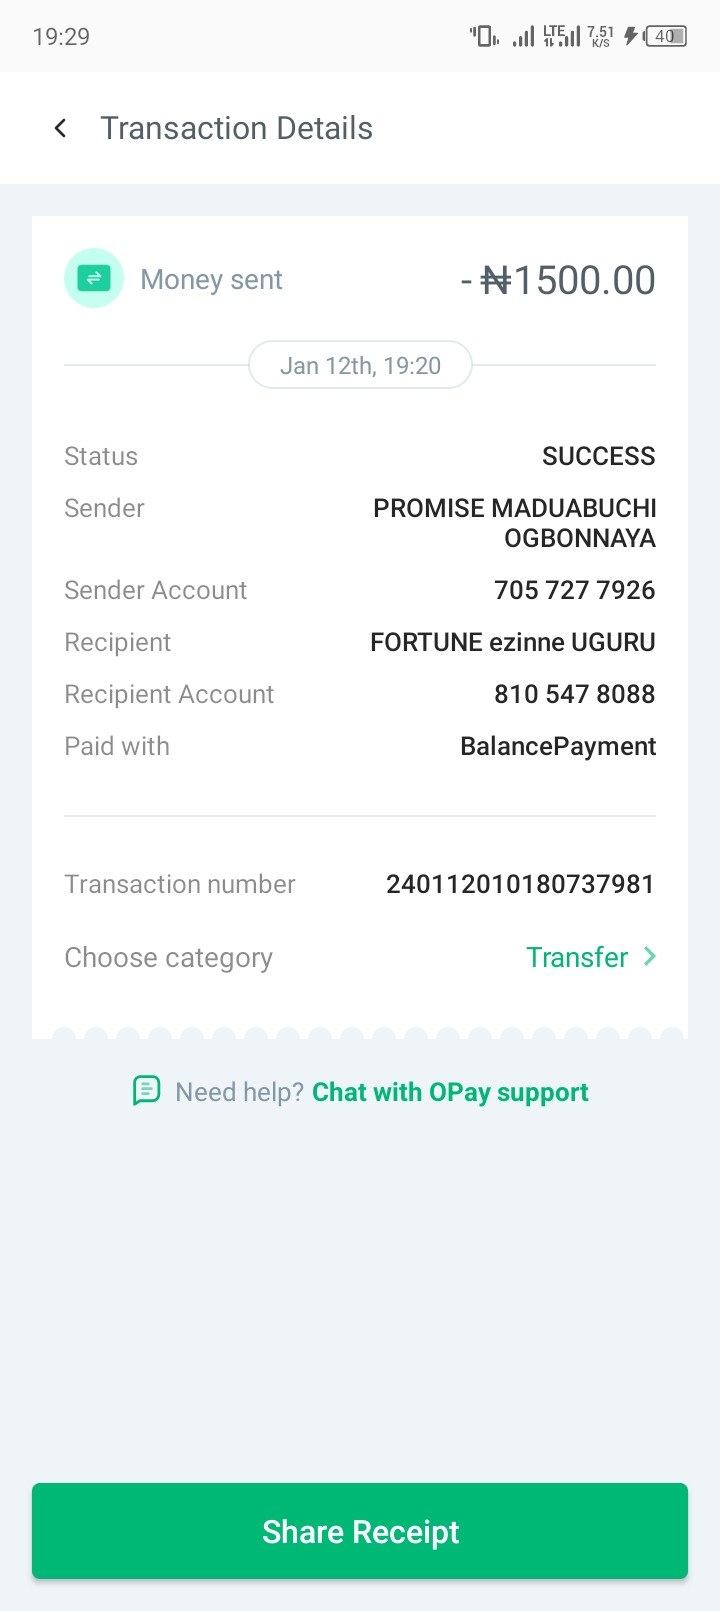 19:29
LTE 7.51 K/S 40
Transaction Details
Money sent - ₦1500.00
Jan 12th, 19:20
Status SUCCESS
Sender PROMISE MADUABUCHI
OGBONNAYA
Sender Account 705 727 7926
Recipient FORTUNE ezinne UGURU
Recipient Account 810 547 8088
Paid with BalancePayment
Transaction number 240112010180737981
Choose category Transfer
Need help? Chat with OPay support
Share Receipt